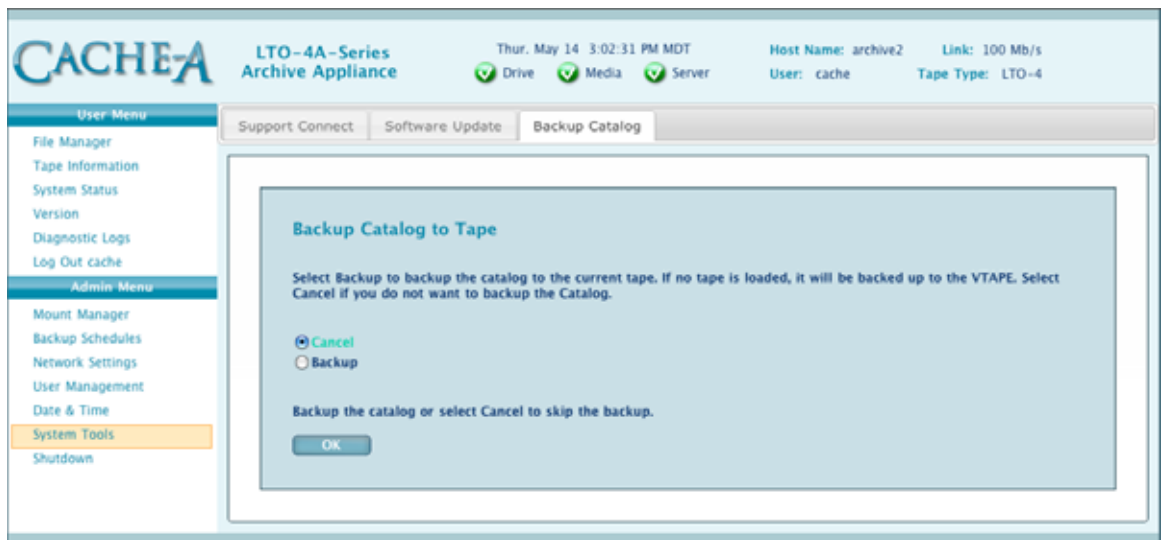 CACHE-A
LTO-4A-Series
Archive Appliance
Thur. May 14 3:02:31 PM MDT
Drive Media Server
Host Name: archive2 Link: 100 Mb/s
User: cache Tape Type: LTO-4
User Menu
File Manager
Tape Information
System Status
Version
Diagnostic Logs
Log Out cache
Admin Menu
Mount Manager
Backup Schedules
Network Settings
User Management
Date & Time
System Tools
Shutdown
Support Connect Software Update Backup Catalog
Backup Catalog to Tape
Select Backup to backup the catalog to the current tape. If no tape is loaded, it will be backed up to the VTAPE. Select
Cancel if you do not want to backup the Catalog.
Cancel
Backup
Backup the catalog or select Cancel to skip the backup.
OK